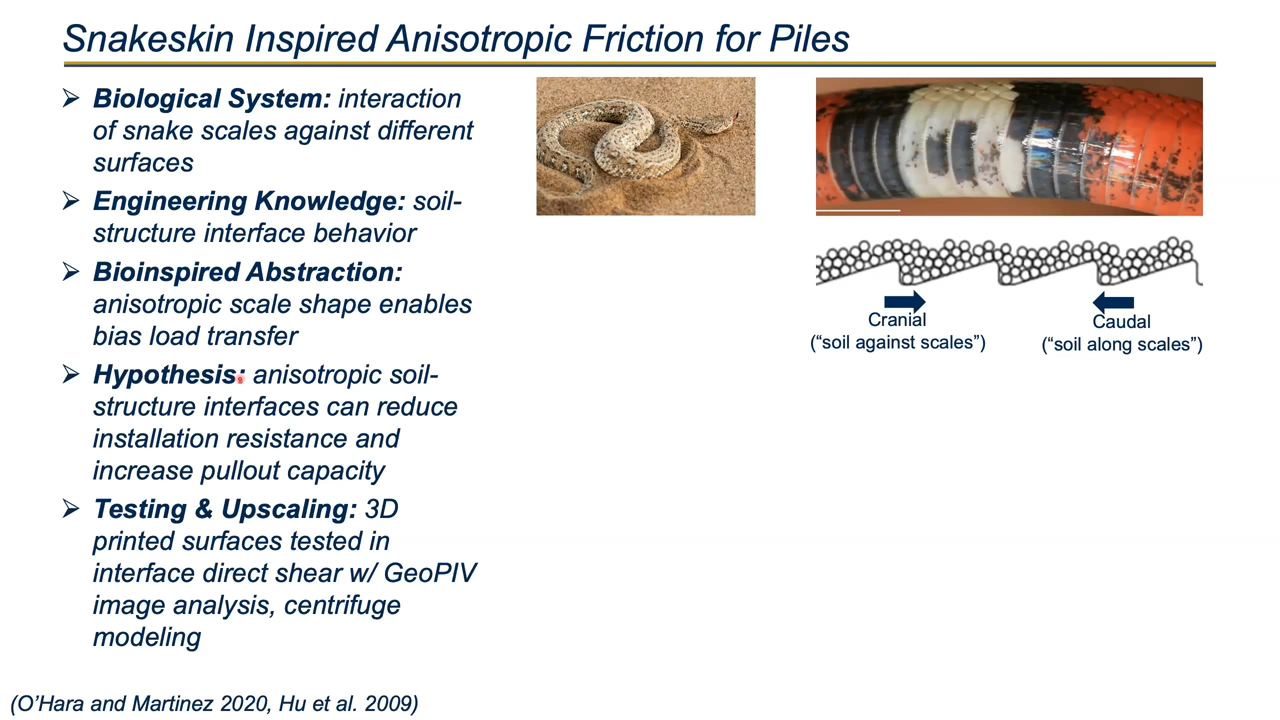 Snakeskin Inspired Anisotropic Friction for Piles
➢ Biological System: interaction
of snake scales against different
surfaces
➢ Engineering Knowledge: soil-
structure interface behavior
➢ Bioinspired Abstraction:
anisotropic scale shape enables
bias load transfer
➢ Hypothesis: anisotropic soil-
structure interfaces can reduce
installation resistance and
increase pullout capacity
➢ Testing & Upscaling: 3D
printed surfaces tested in
interface direct shear w/ GeoPIV
image analysis, centrifuge
modeling
Cranial
(“soil against scales”)
Caudal
(“soil along scales”)
(O’Hara and Martinez 2020, Hu et al. 2009)